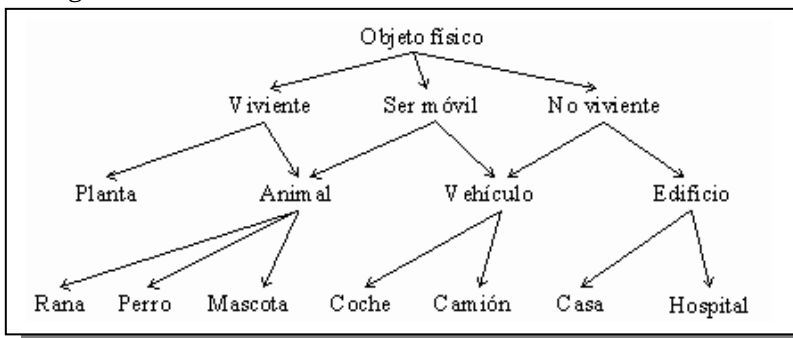 Objeto físico
Viviente Ser móvil No viviente
Planta Animal Vehículo Edificio
Rana Perro Mascota Coche Camión Casa Hospital